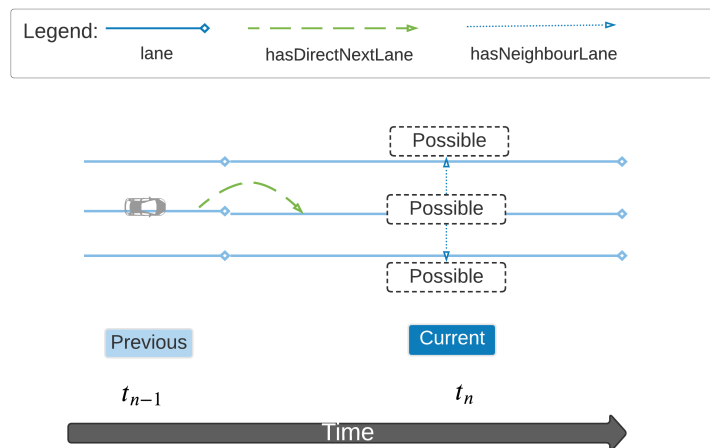 Legend:
lane
hasDirectNextLane
hasNeighbourLane
Possible
Possible
Possible
Previous
Current
t_{n-1}
t_n
Time